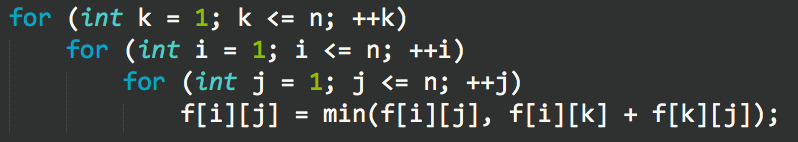 for (int k = 1; k <= n; ++k)
for (int i = 1; i <= n; ++i)
for (int j = 1; j <= n; ++j)
f[i][j] = min(f[i][j], f[i][k] + f[k][j]);